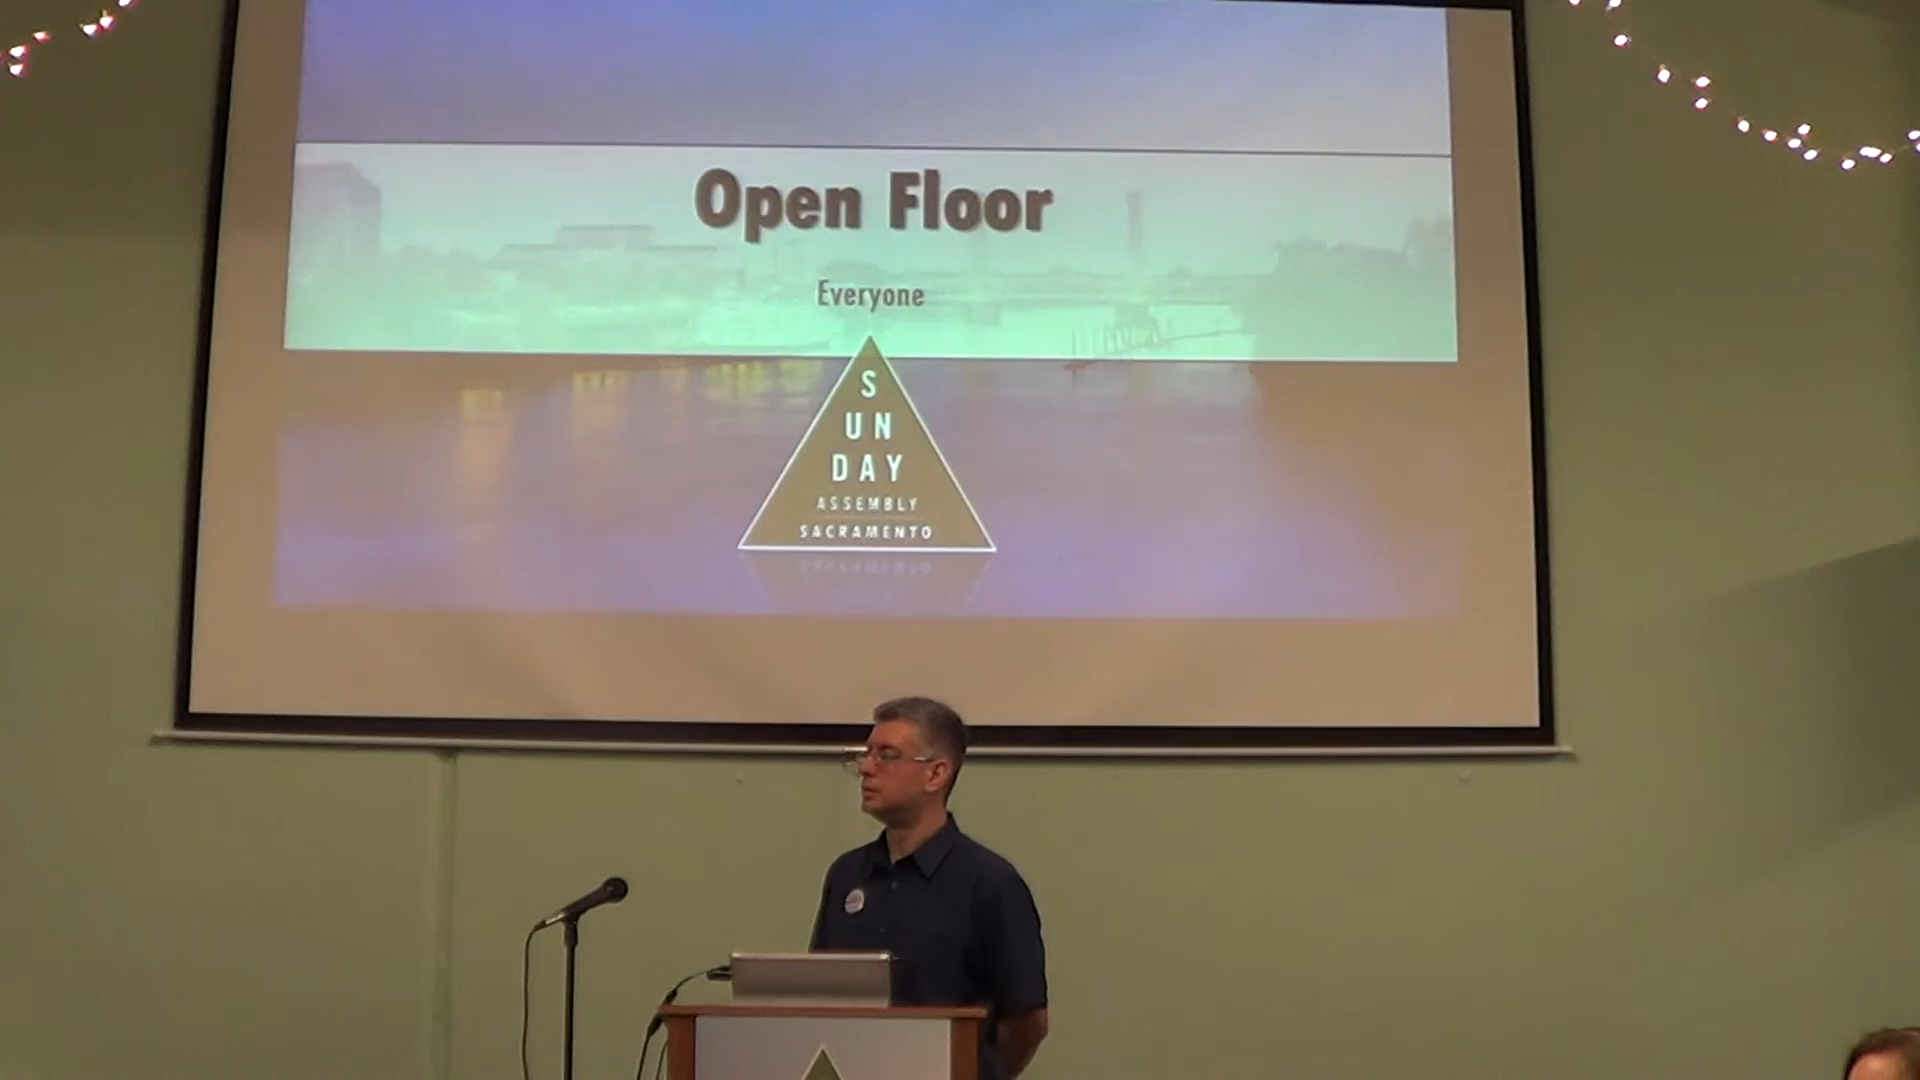 Open Floor
Everyone
S
UN
DAY
ASSEMBLY
SACRAMENTO